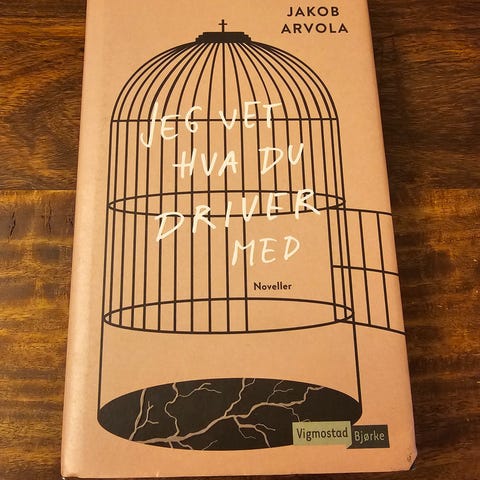 JAKOB
ARVOLA
JEG VET
HVA DU
DRIVER
MED
Noveller
Vigmostad Bjørke